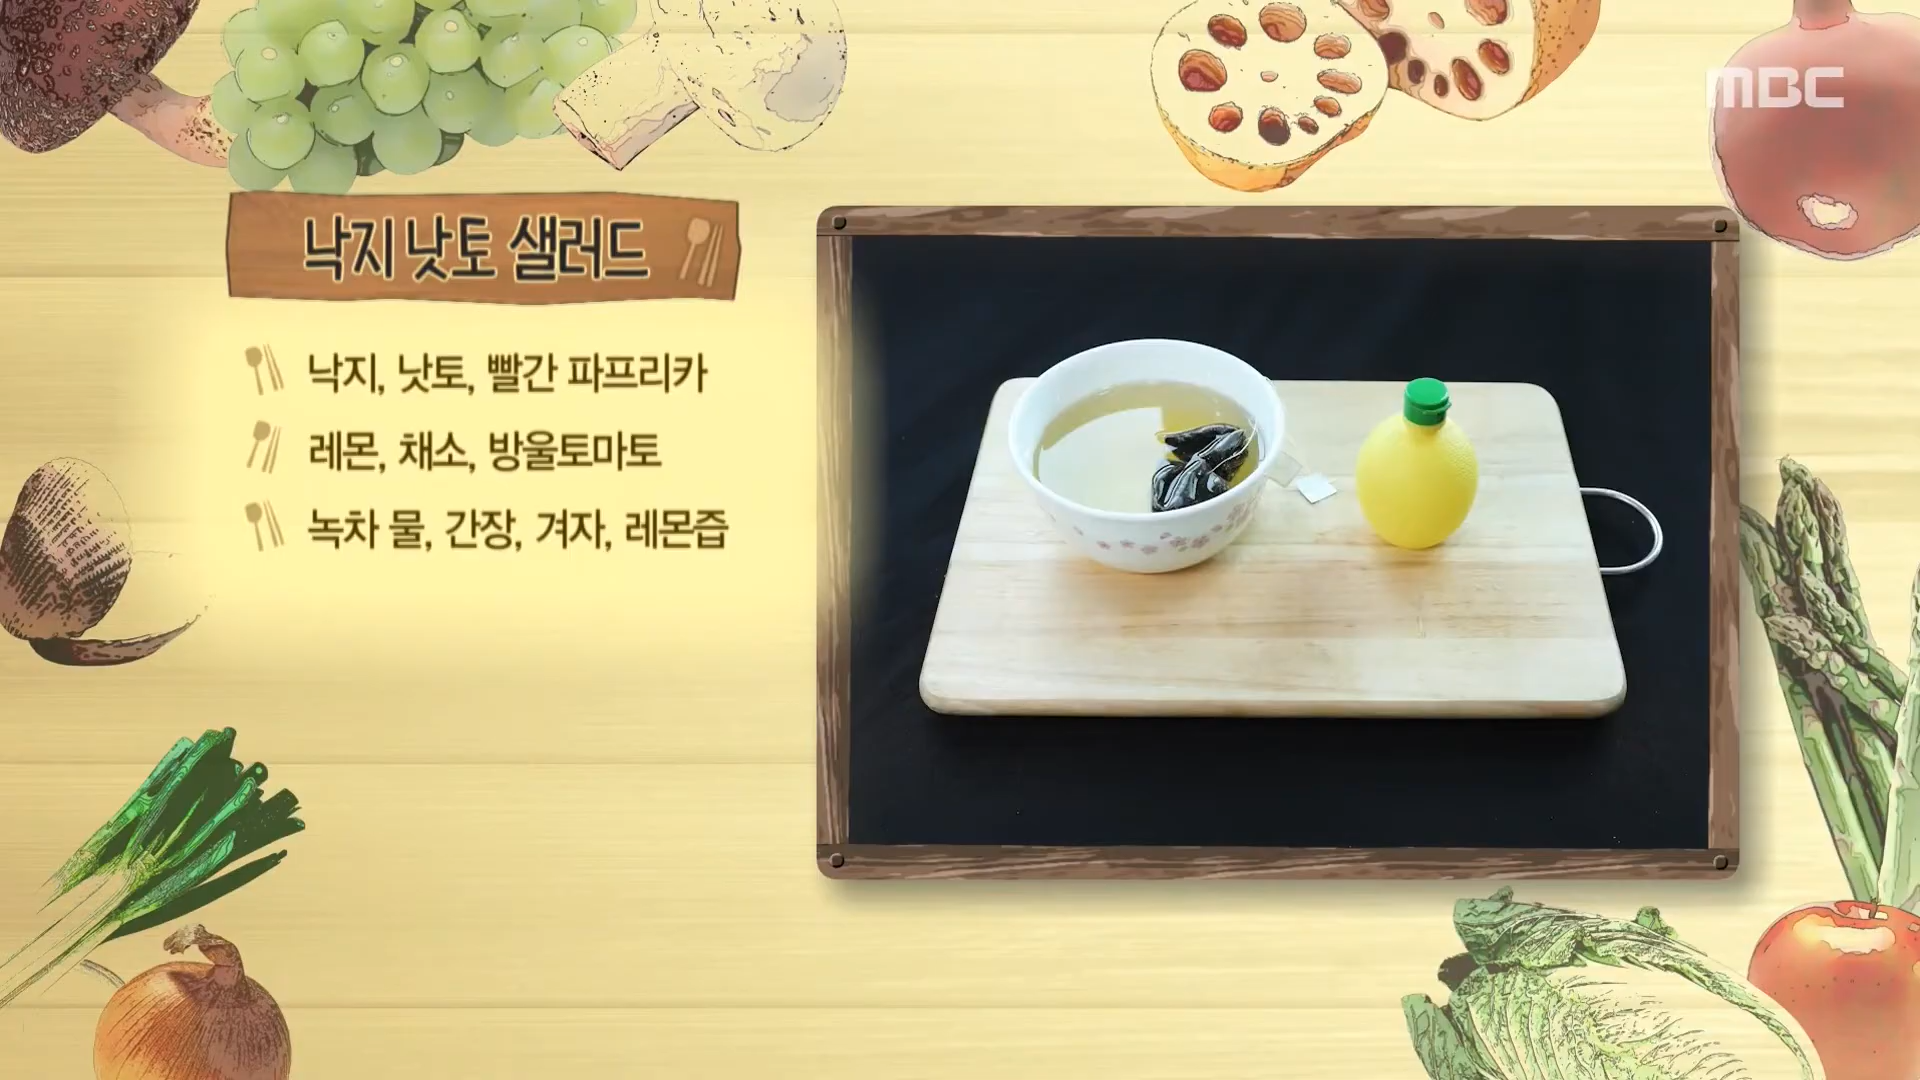 MBC
낙지 낫토 샐러드
낙지, 낫토, 빨간 파프리카
레몬, 채소, 방울토마토
녹차 물, 간장, 겨자, 레몬즙